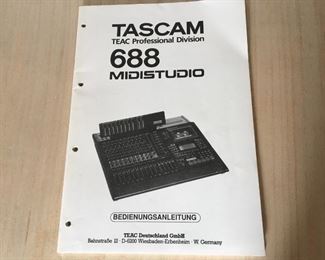 TASCAM
TEAC Professional Division
688
MIDISTUDIO
BEDIENUNGSANLEITUNG
TEAC Deutschland GmbH
Bahnstraße 12 · D-6200 Wiesbaden-Erbenheim · W. Germany